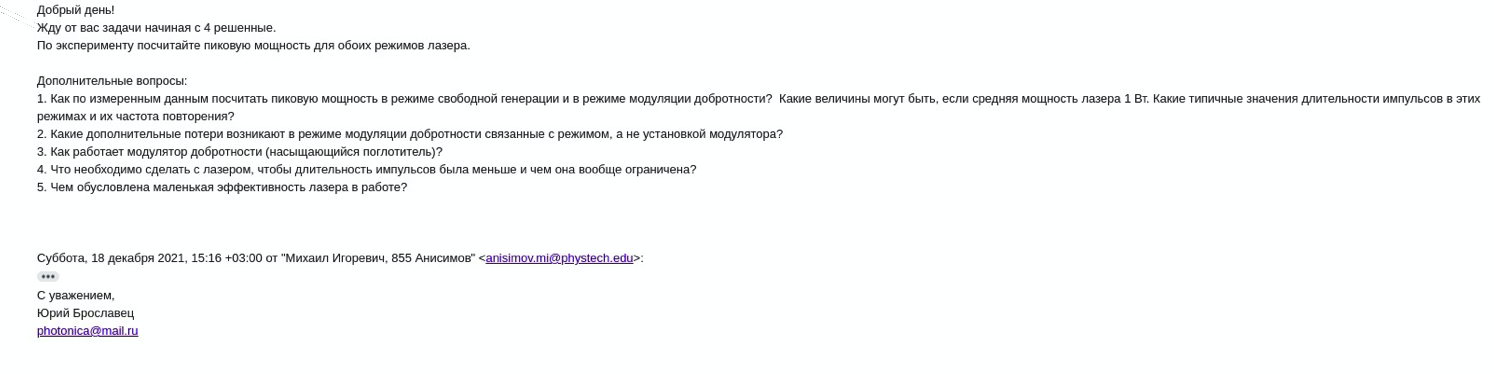 Добрый день!
Жду от вас задачи начиная с 4 решенные.
По эксперименту посчитайте пиковую мощность для обоих режимов лазера.
Дополнительные вопросы:
1. Как по измеренным данным посчитать пиковую мощность в режиме свободной генерации и в режиме модуляции добротности?  Какие величины могут быть, если средняя мощность лазера 1 Вт. Какие типичные значения длительности импульсов в этих
режимах и их частота повторения?
2. Какие дополнительные потери возникают в режиме модуляции добротности связанные с режимом, а не установкой модулятора?
3. Как работает модулятор добротности (насыщающийся поглотитель)?
4. Что необходимо сделать с лазером, чтобы длительность импульсов была меньше и чем она вообще ограничена?
5. Чем обусловлена маленькая эффективность лазера в работе?
Суббота, 18 декабря 2021, 15:16 +03:00 от "Михаил Игоревич, 855 Анисимов" <anisimov.mi@phystech.edu>:
С уважением,
Юрий Брославец
photonica@mail.ru